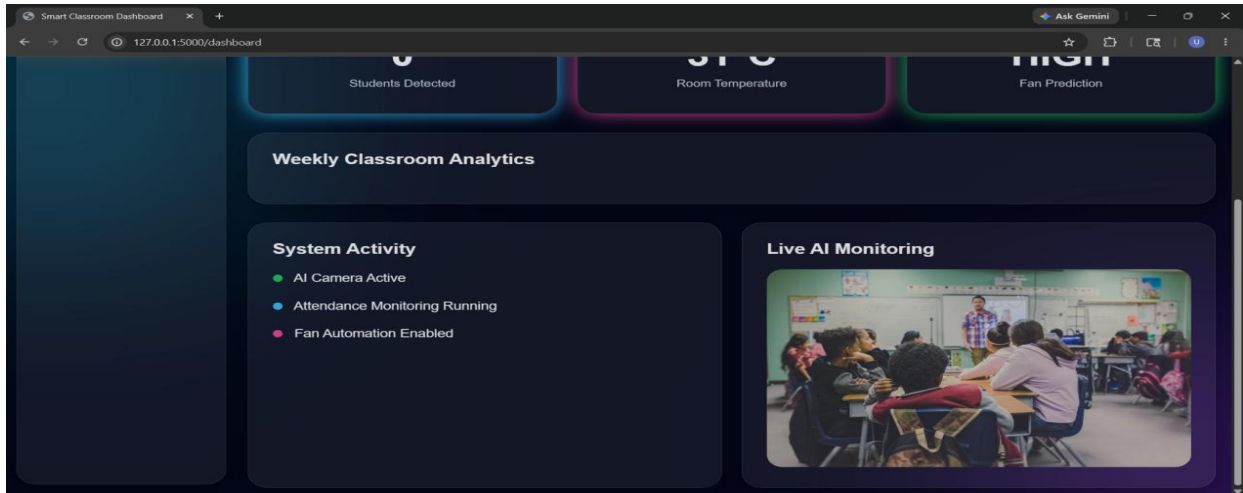 Smart Classroom Dashboard
Ask Gemini
127.0.0.1:5000/dashboard
U
Students Detected
Room Temperature
Fan Prediction
Weekly Classroom Analytics
System Activity
AI Camera Active
Attendance Monitoring Running
Fan Automation Enabled
Live AI Monitoring